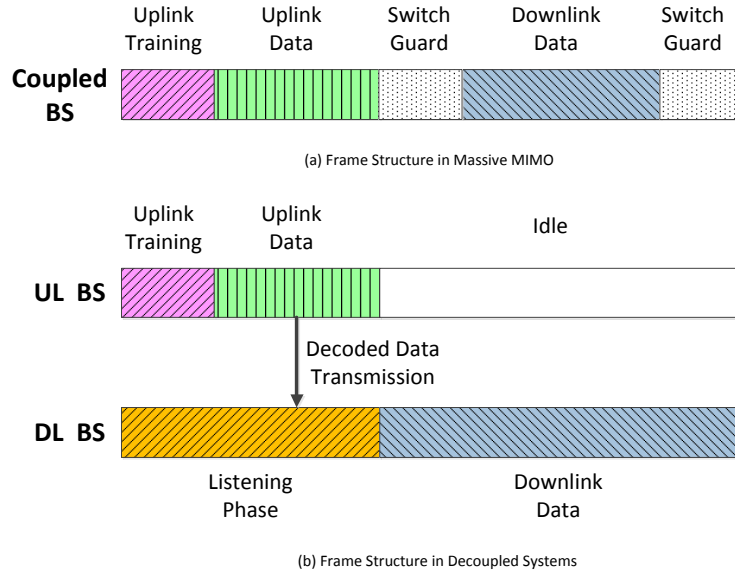 Uplink Uplink Switch Downlink Switch
Training Data Guard Data Guard
Coupled
BS
(a) Frame Structure in Massive MIMO
Uplink Uplink
Training Data
Idle
UL BS
Decoded Data
Transmission
DL BS
Listening Downlink
Phase Data
(b) Frame Structure in Decoupled Systems